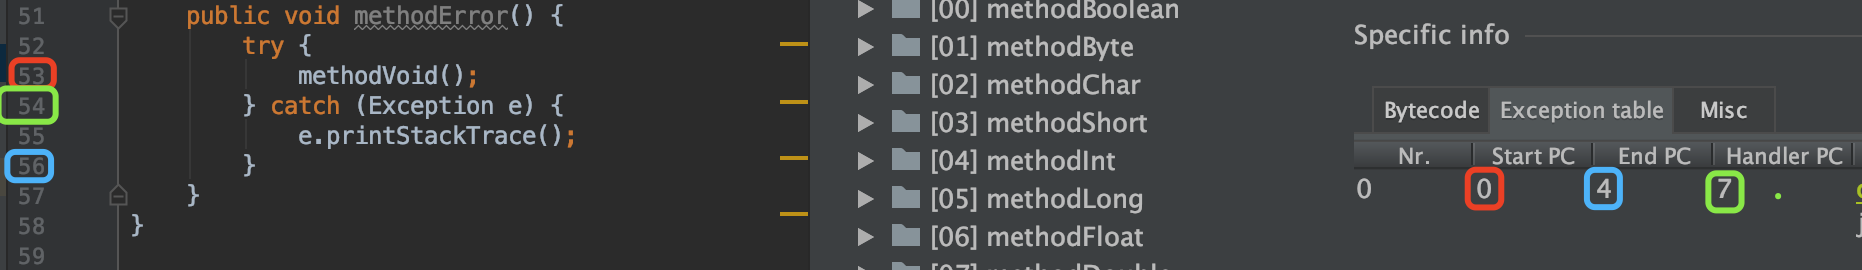 51 public void methodError() {
52 try {
53 methodVoid();
54 } catch (Exception e) {
55 e.printStackTrace();
56 }
57 }
58 }
59
[00] methodBoolean
[01] methodByte
[02] methodChar
[03] methodShort
[04] methodInt
[05] methodLong
[06] methodFloat
Specific info
Bytecode Exception table Misc
Nr. Start PC End PC Handler PC
0 0 4 7